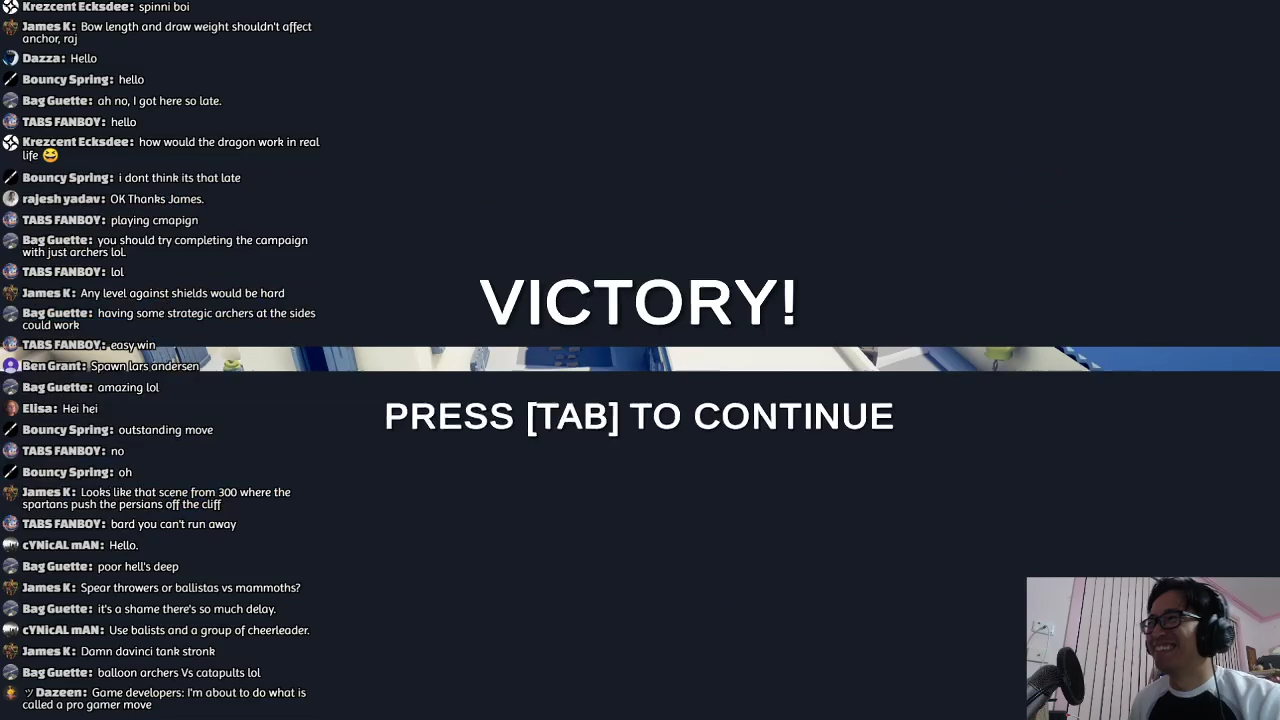 Krezcent Ecksdee: spinni boi
James K: Bow length and draw weight shouldn't affect
anchor, raj
Dazza: Hello
Bouncy Spring: hello
Bag Guette: ah no, I got here so late.
TABS FANBOY: hello
Krezcent Ecksdee: how would the dragon work in real
life 😆
Bouncy Spring: i dont think its that late
rajesh yadav: OK Thanks James.
TABS FANBOY: playing cmapign
Bag Guette: you should try completing the campaign
with just archers lol.
TABS FANBOY: lol
James K: Any level against shields would be hard
Bag Guette: having some strategic archers at the sides
could work
TABS FANBOY: easy win
Ben Grant: Spawn lars andersen
Bag Guette: amazing lol
Elisa: Hei hei
Bouncy Spring: outstanding move
TABS FANBOY: no
Bouncy Spring: oh
James K: Looks like that scene from 300 where the
spartans push the persians off the cliff
TABS FANBOY: bard you can't run away
cYNicAL mAN: Hello.
Bag Guette: poor hell's deep
James K: Spear throwers or ballistas vs mammoths?
Bag Guette: it's a shame there's so much delay.
cYNicAL mAN: Use balists and a group of cheerleader.
James K: Damn davinci tank stronk
Bag Guette: balloon archers Vs catapults lol
ツDazeen: Game developers: I'm about to do what is
called a pro gamer move
VICTORY!
PRESS [TAB] TO CONTINUE